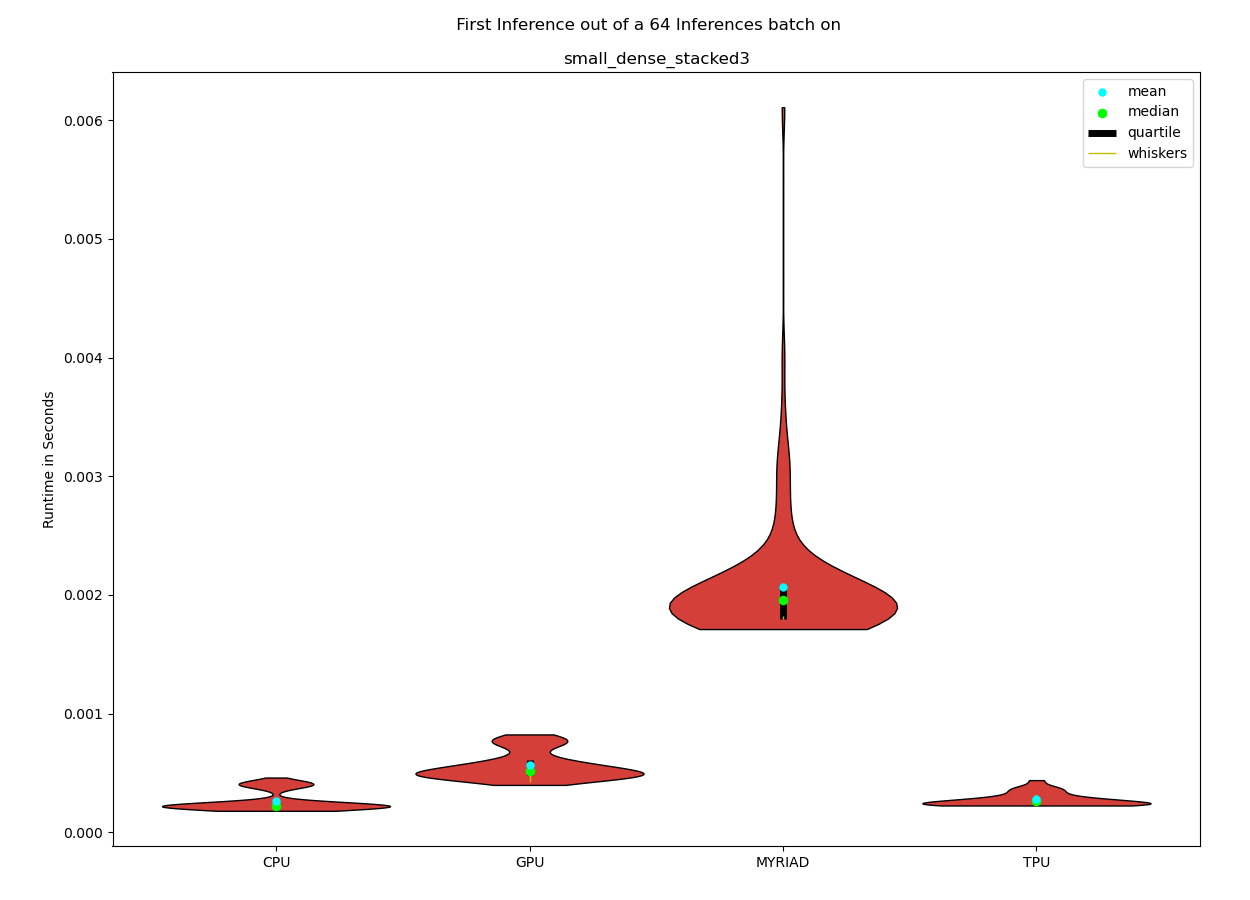 First Inference out of a 64 Inferences batch on
small_dense_stacked3
mean
median
quartile
whiskers
Runtime in Seconds
0.006
0.005
0.004
0.003
0.002
0.001
0.000
CPU
GPU
MYRIAD
TPU